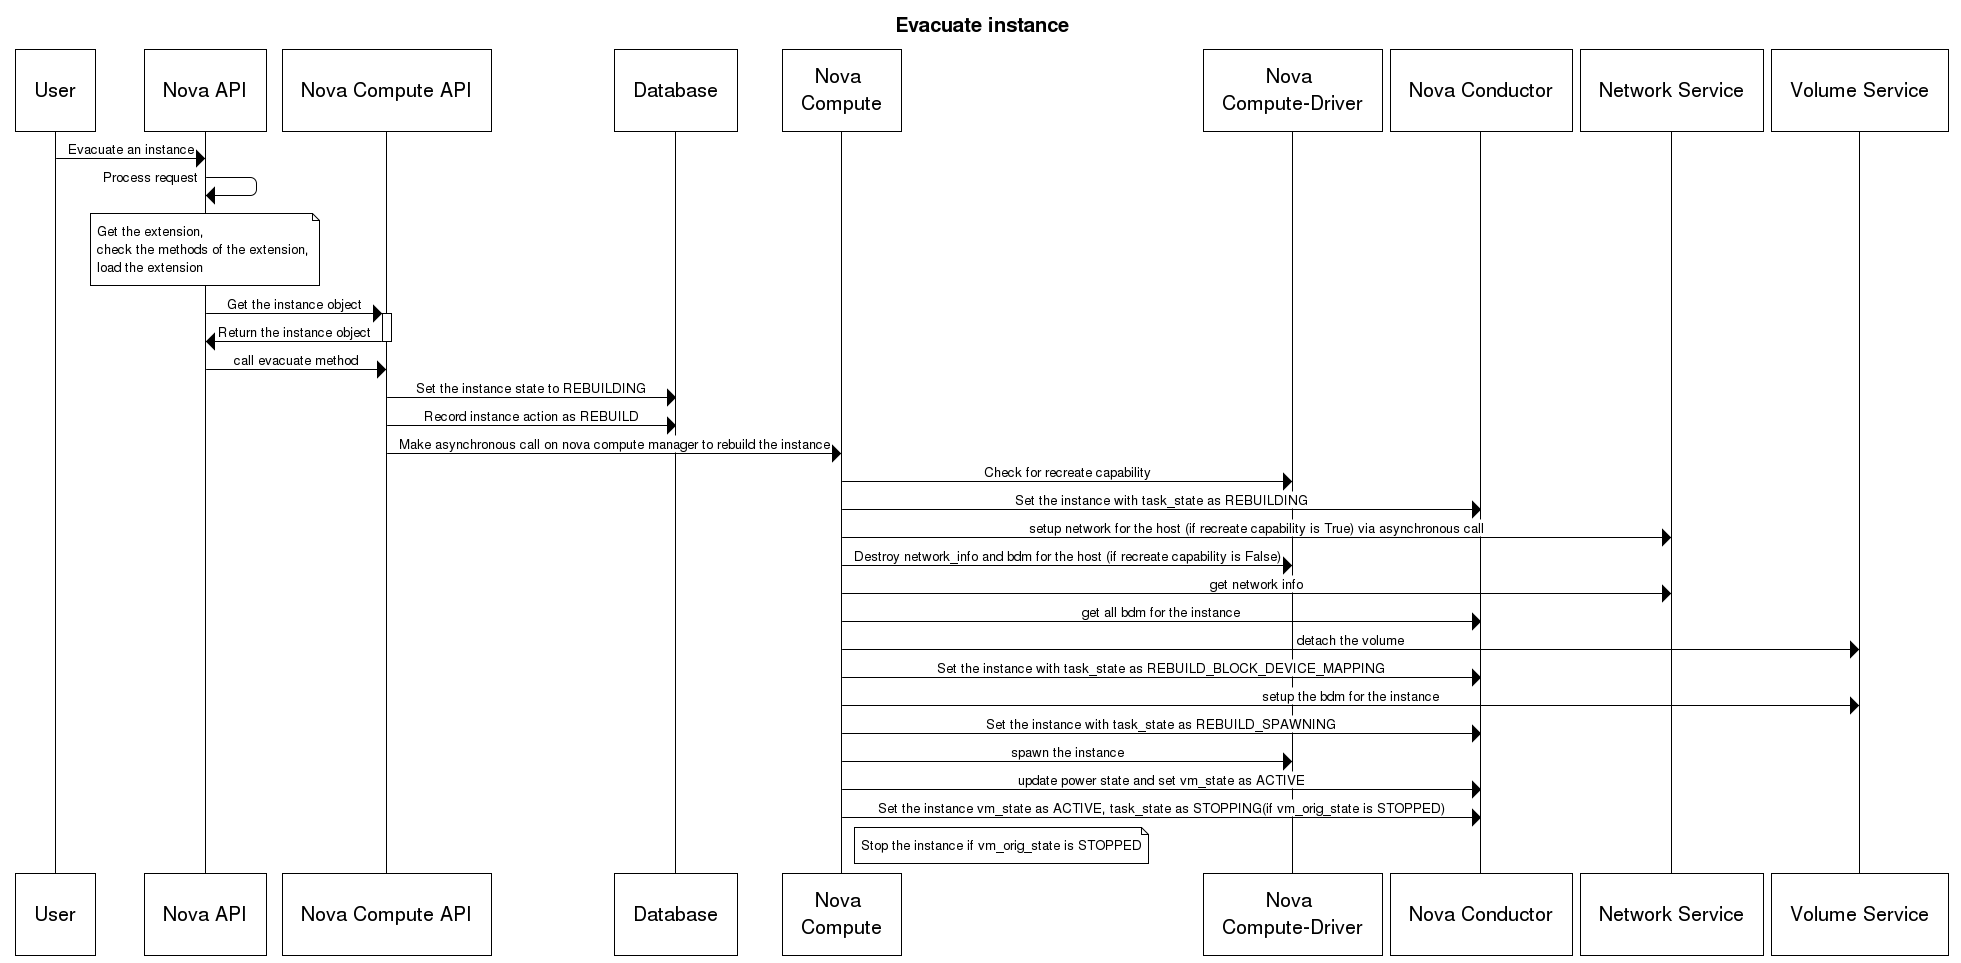 Evacuate instance
User
Nova API
Nova Compute API
Database
Nova
Compute
Nova
Compute-Driver
Nova Conductor
Network Service
Volume Service
Evacuate an instance
Process request
Get the extension,
check the methods of the extension,
load the extension
Get the instance object
Return the instance object
call evacuate method
Set the instance state to REBUILDING
Record instance action as REBUILD
Make asynchronous call on nova compute manager to rebuild the instance
Check for recreate capability
Set the instance with task_state as REBUILDING
setup network for the host (if recreate capability is True) via asynchronous call
Destroy network_info and bdm for the host (if recreate capability is False)
get network info
get all bdm for the instance
detach the volume
Set the instance with task_state as REBUILD_BLOCK_DEVICE_MAPPING
setup the bdm for the instance
Set the instance with task_state as REBUILD_SPAWNING
spawn the instance
update power state and set vm_state as ACTIVE
Set the instance vm_state as ACTIVE, task_state as STOPPING(if vm_orig_state is STOPPED)
Stop the instance if vm_orig_state is STOPPED
User
Nova API
Nova Compute API
Database
Nova
Compute
Nova
Compute-Driver
Nova Conductor
Network Service
Volume Service